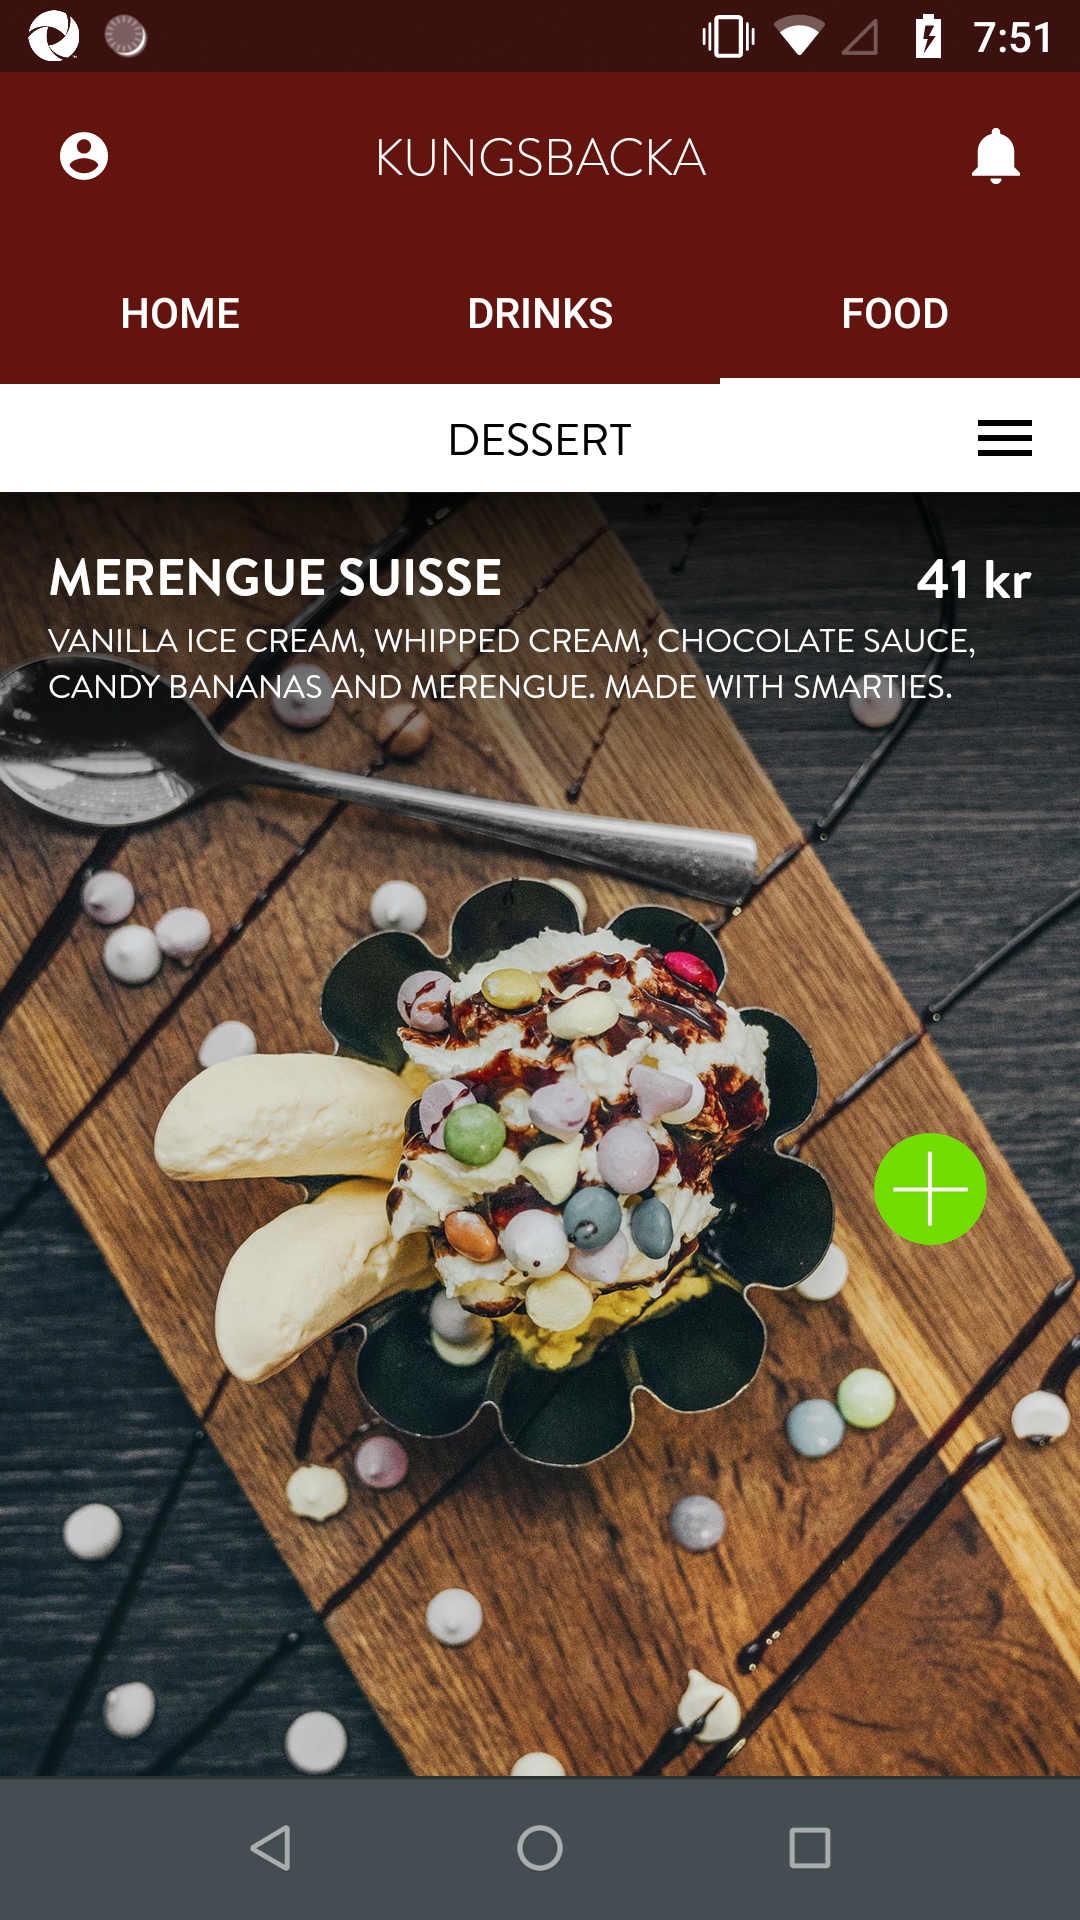 7:51
KUNGSBACKA
HOME DRINKS FOOD
DESSERT
MERENGUE SUISSE 41 kr
VANILLA ICE CREAM, WHIPPED CREAM, CHOCOLATE SAUCE,
CANDY BANANAS AND MERENGUE. MADE WITH SMARTIES.